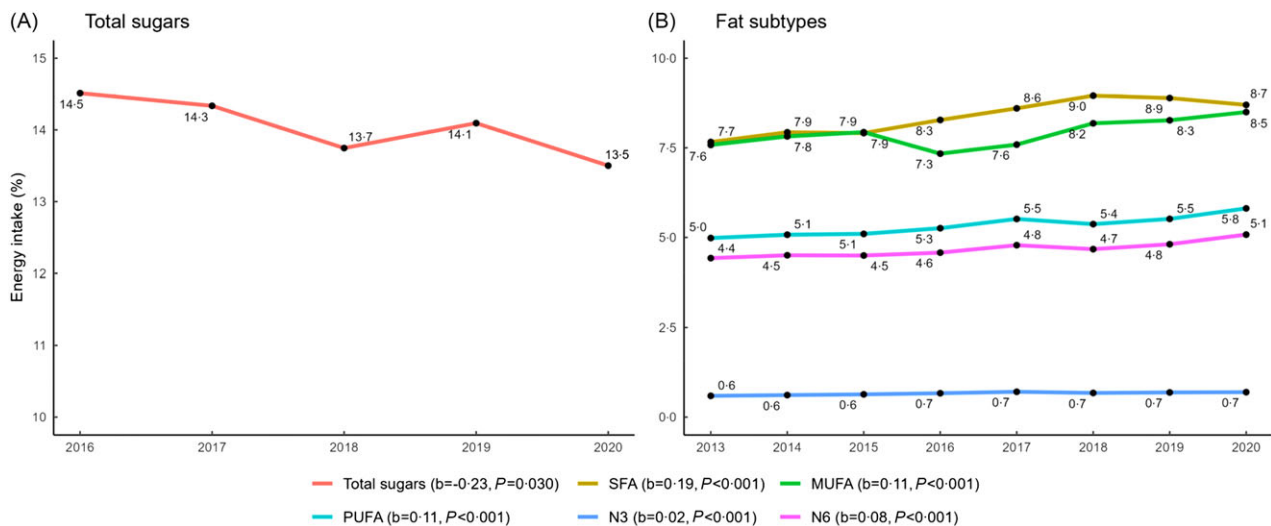 (A) Total sugars
(B) Fat subtypes
Energy intake (%)
15
14
13
12
11
10
14·5
14·3
13·7
14·1
13·5
2016 2017 2018 2019 2020
10·0
7·5
5·0
2·5
0·0
7·7 7·9 7·9 8·3 8·6 9·0 8·9 8·7
7·6 7·8 7·9 7·3 7·6 8·2 8·3 8·5
5·0 5·1 5·1 5·3 5·5 5·4 5·5 5·8
4·4 4·5 4·5 4·6 4·8 4·7 4·8 5·1
0·6 0·6 0·6 0·7 0·7 0·7 0·7 0·7
2013 2014 2015 2016 2017 2018 2019 2020
Total sugars (b=-0·23, P=0·030) SFA (b=0·19, P<0·001) MUFA (b=0·11, P<0·001)
PUFA (b=0·11, P<0·001) N3 (b=0·02, P<0·001) N6 (b=0·08, P<0·001)